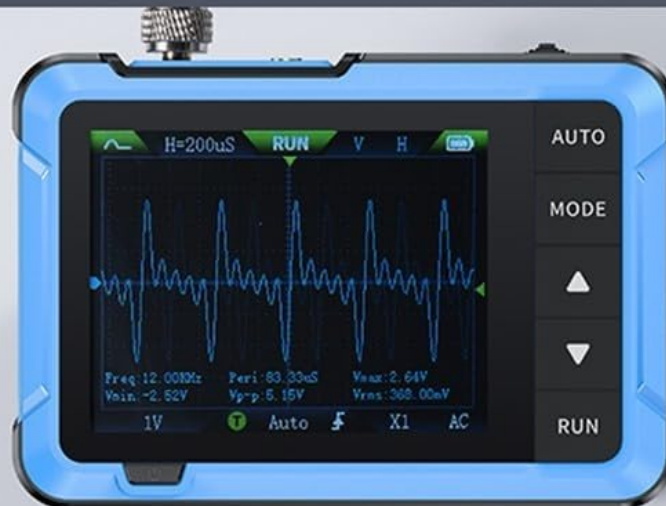 H=200uS RUN V H
AUTO
MODE
Freq:12.00KHz Peri:83.33uS Vmax:2.64V
Vmin:-2.52V Vp-p:5.15V Vrms:368.00mV
1V T Auto X1 AC
RUN